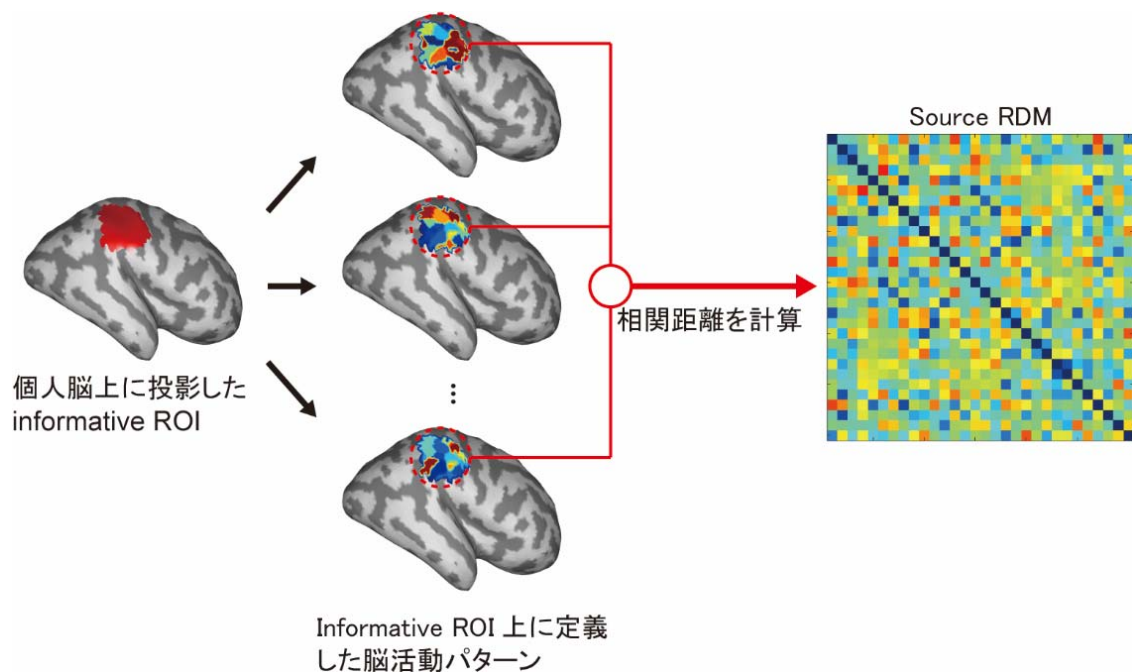 Source RDM
相関距離を計算
個人脳上に投影した
informative ROI
...
Informative ROI 上に定義
した脳活動パターン